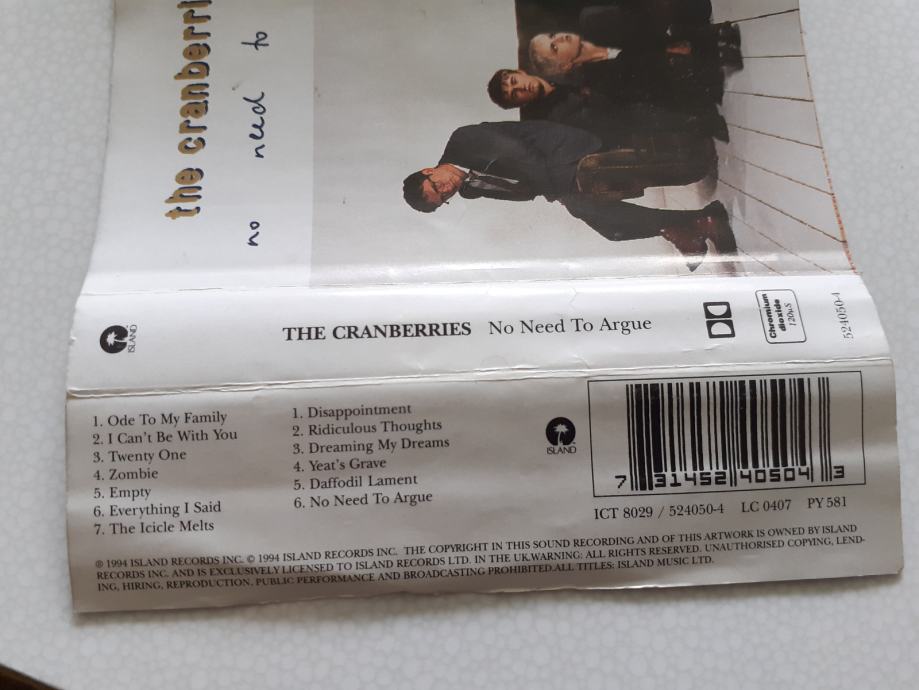 the cranberri
no need to
ISLAND
THE CRANBERRIES No Need To Argue
Chromium
dioxide
120µS
524050-4
1. Ode To My Family
2. I Can't Be With You
3. Twenty One
4. Zombie
5. Empty
6. Everything I Said
7. The Icicle Melts
1. Disappointment
2. Ridiculous Thoughts
3. Dreaming My Dreams
4. Yeat's Grave
5. Daffodil Lament
6. No Need To Argue
ISLAND
7 31452 40504 3
ICT 8029 / 524050-4 LC 0407 PY 581
℗ 1994 ISLAND RECORDS INC. © 1994 ISLAND RECORDS INC. THE COPYRIGHT IN THIS SOUND RECORDING AND OF THIS ARTWORK IS OWNED BY ISLAND
RECORDS INC. AND IS EXCLUSIVELY LICENSED TO ISLAND RECORDS LTD. IN THE UK.WARNING: ALL RIGHTS RESERVED. UNAUTHORISED COPYING, LEND-
ING, HIRING, REPRODUCTION, PUBLIC PERFORMANCE AND BROADCASTING PROHIBITED.ALL TITLES: ISLAND MUSIC LTD.